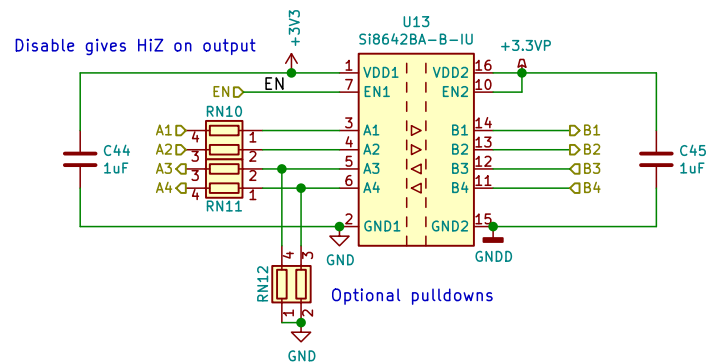 U13
Si8642BA-B-IU
Disable gives HiZ on output
+3V3
+3.3VP
1 VDD1 VDD2 16
EN EN 7 EN1 EN2 10
RN10
A1 4 1 3 A1 B1 14 B1
A2 3 2 4 A2 B2 13 B2
A3 3 2 5 A3 B3 12 B3
A4 4 1 6 A4 B4 11 B4
RN11
C44
1uF
C45
1uF
2 GND1 GND2 15
GND
GNDD
4 3
RN12
1 2
Optional pulldowns
GND